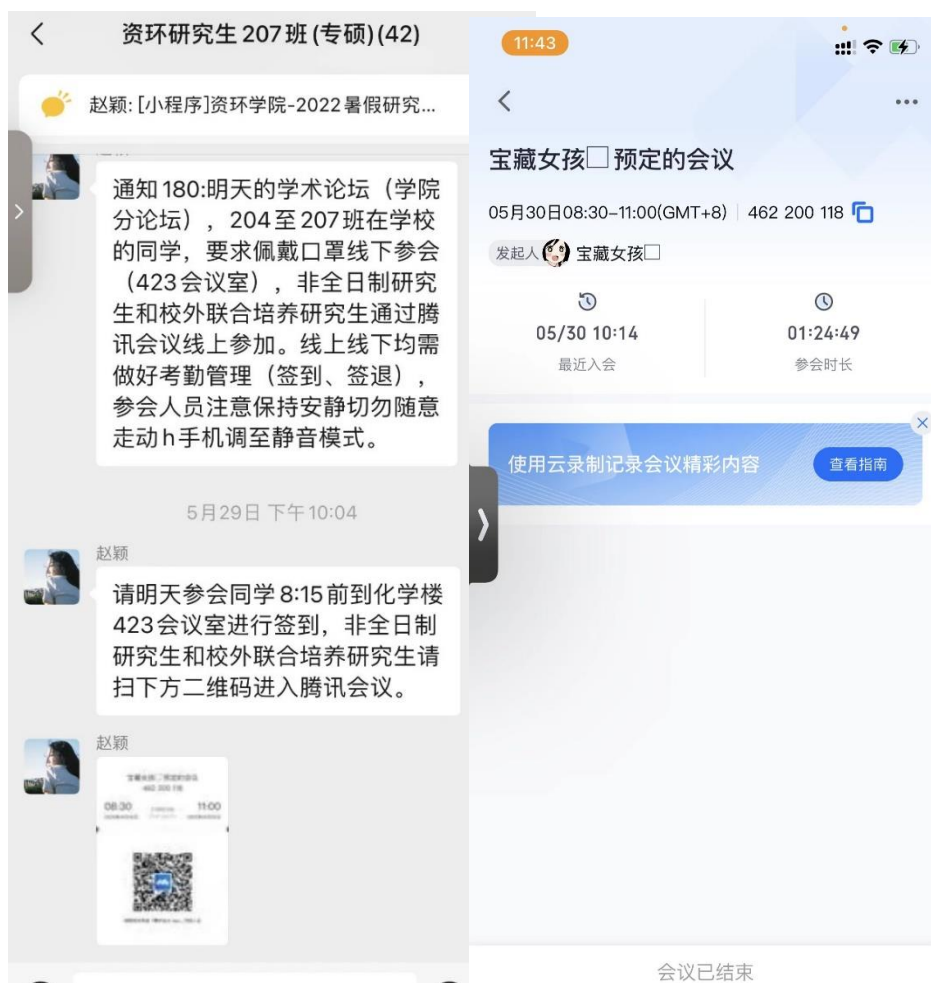 资环研究生207班(专硕)(42)
赵颖: [小程序]资环学院-2022暑假研究...
通知180:明天的学术论坛（学院
分论坛），204至207班在学校
的同学，要求佩戴口罩线下参会
（423会议室），非全日制研究
生和校外联合培养研究生通过腾
讯会议线上参加。线上线下均需
做好考勤管理（签到、签退），
参会人员注意保持安静切勿随意
走动h手机调至静音模式。
5月29日 下午10:04
赵颖
请明天参会同学8:15前到化学楼
423会议室进行签到，非全日制
研究生和校外联合培养研究生请
扫下方二维码进入腾讯会议。
赵颖
宝藏女孩□预定的会议
462 200 118
08:30 11:00
11:43
宝藏女孩□ 预定的会议
05月30日08:30-11:00(GMT+8) 462 200 118
发起人 宝藏女孩□
05/30 10:14
最近入会
01:24:49
参会时长
使用云录制记录会议精彩内容
查看指南
会议已结束